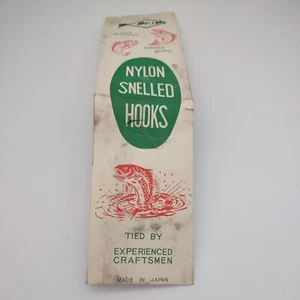 NYLON
SNELLED
HOOKS
TIED BY
EXPERIENCED
CRAFTSMEN
MADE IN JAPAN